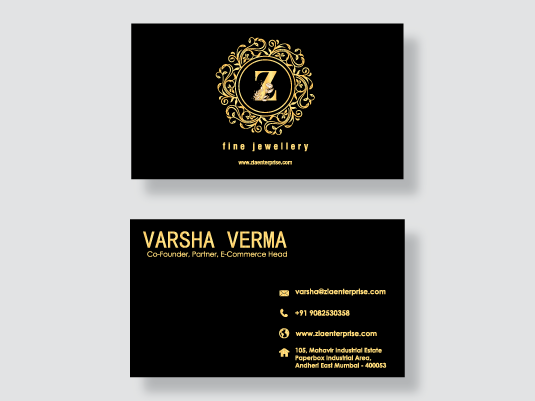 Z
fine jewellery
www.ziaenterprise.com
VARSHA VERMA
Co-Founder, Partner, E-Commerce Head
varsha@ziaenterprise.com
+91 9082530358
www.ziaenterprise.com
105, Mahavir Industrial Estate
Paperbox Industrial Area,
Andheri East Mumbai - 400053